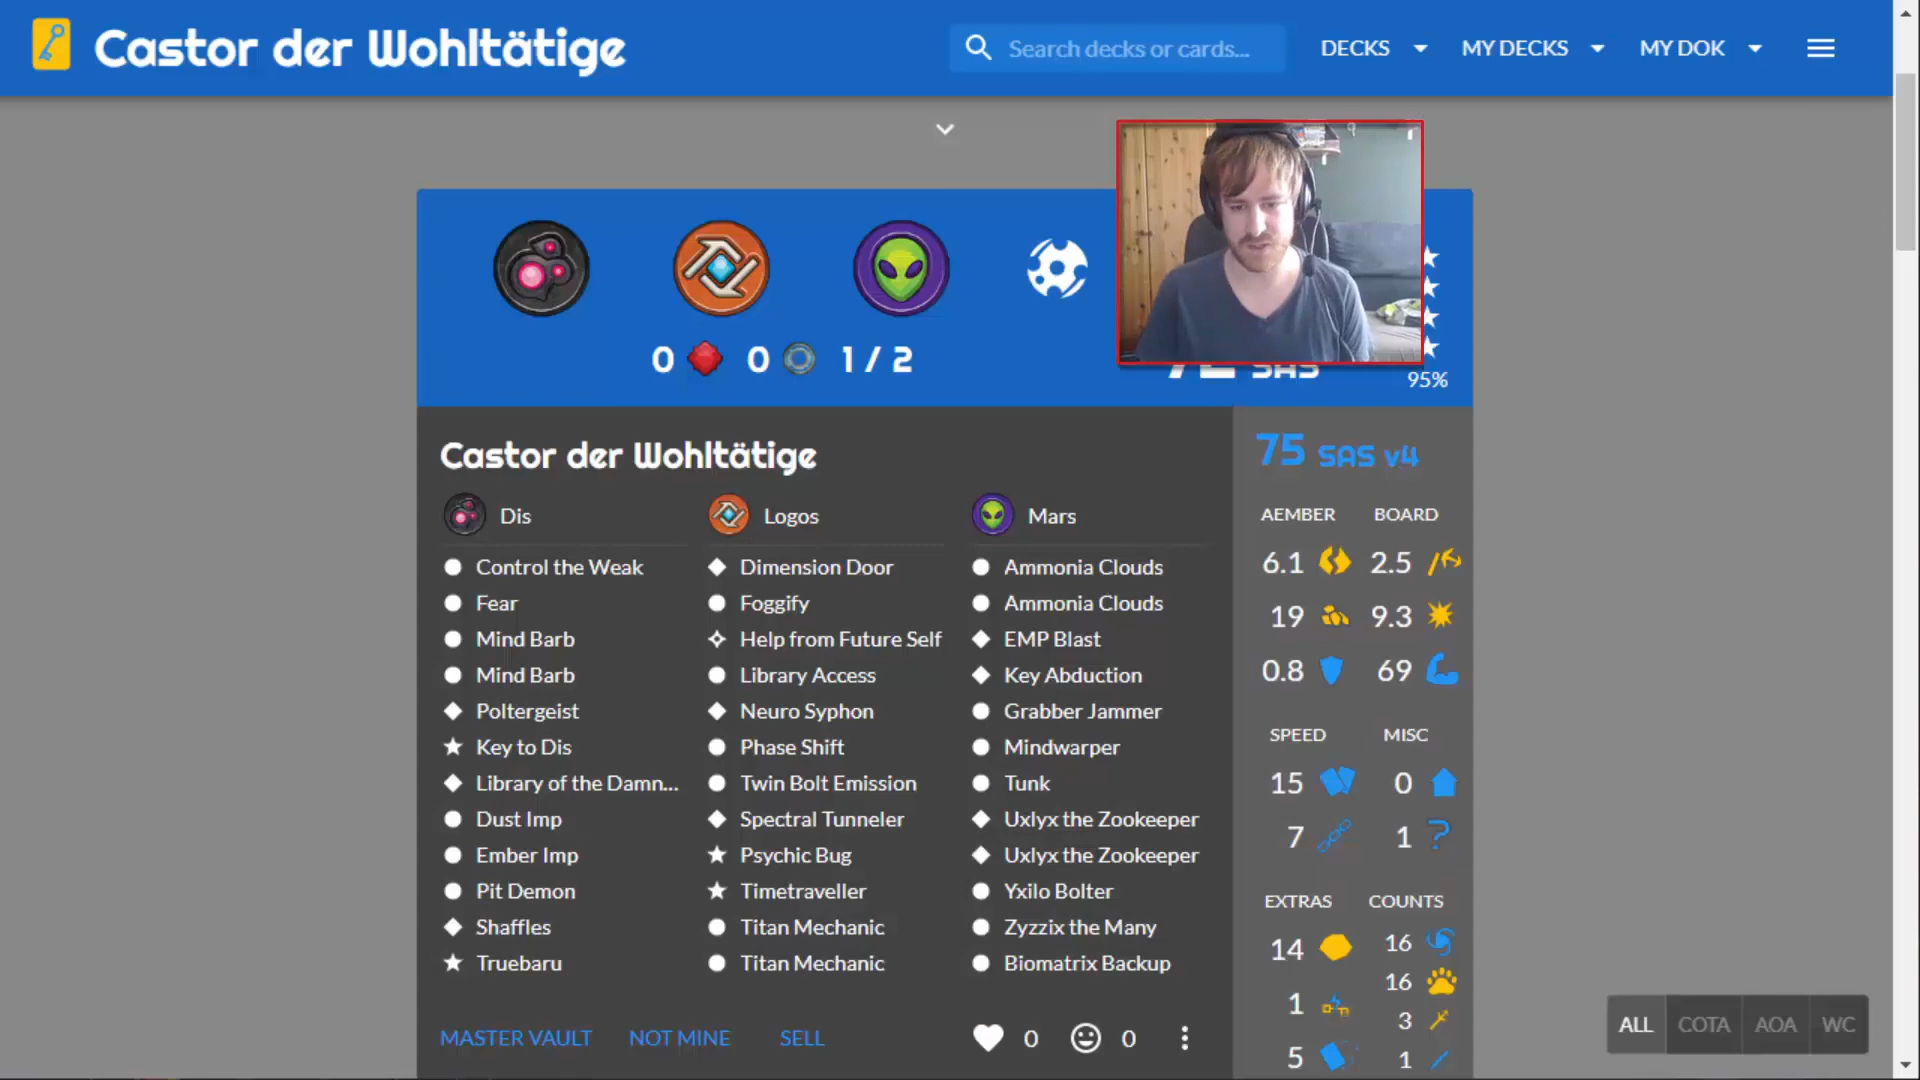 Castor der Wohltätige
Search decks or cards...
DECKS
MY DECKS
MY DOK
0 0 1 / 2
SAS
95%
Castor der Wohltätige
75 SAS v4
Dis
Logos
Mars
Control the Weak
Fear
Mind Barb
Mind Barb
Poltergeist
Key to Dis
Library of the Damn...
Dust Imp
Ember Imp
Pit Demon
Shaffles
Truebaru
Dimension Door
Foggify
Help from Future Self
Library Access
Neuro Syphon
Phase Shift
Twin Bolt Emission
Spectral Tunneler
Psychic Bug
Timetraveller
Titan Mechanic
Titan Mechanic
Ammonia Clouds
Ammonia Clouds
EMP Blast
Key Abduction
Grabber Jammer
Mindwarper
Tunk
Uxlyx the Zookeeper
Uxlyx the Zookeeper
Yxilo Bolter
Zyzzix the Many
Biomatrix Backup
AEMBER BOARD
6.1 2.5
19 9.3
0.8 69
SPEED MISC
15 0
7 1
EXTRAS COUNTS
14 16
16
1 3
5 1
MASTER VAULT
NOT MINE
SELL
0
0
ALL COTA AOA WC